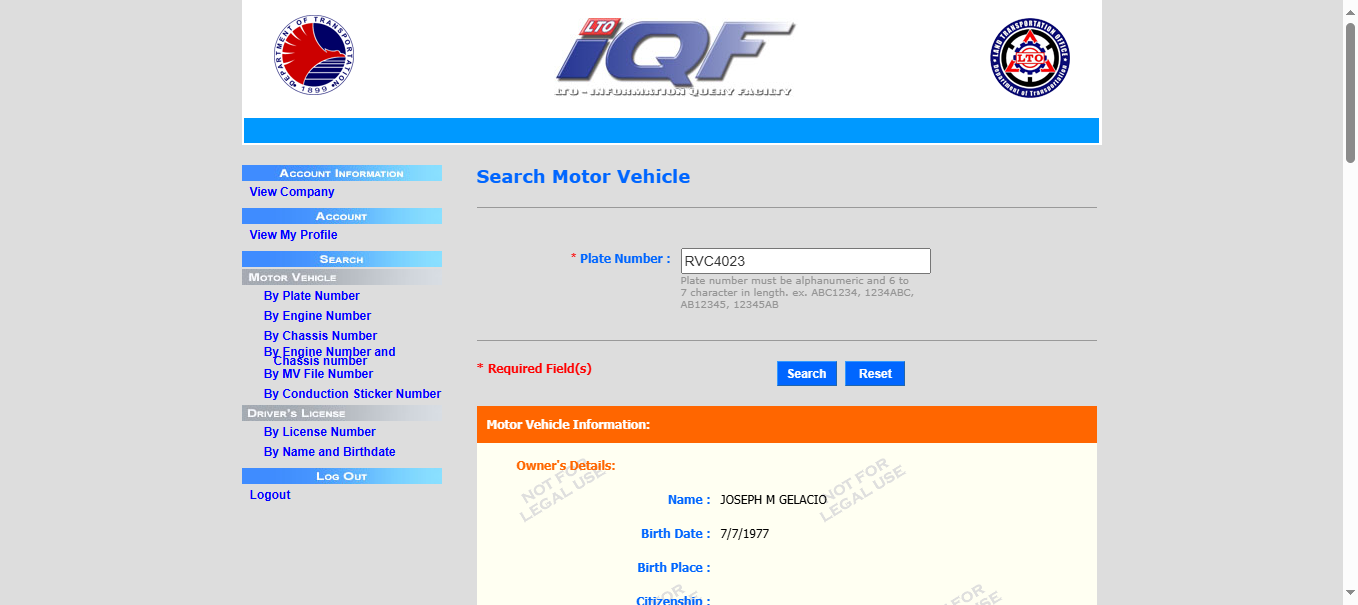 DEPARTMENT OF TRANSPORTATION
1899
LTO
iQF
LTO - INFORMATION QUERY FACILTY
LAND TRANSPORTATION OFFICE
LTO
Department of Transportation
ACCOUNT INFORMATION
View Company
ACCOUNT
View My Profile
SEARCH
MOTOR VEHICLE
By Plate Number
By Engine Number
By Chassis Number
By Engine Number and
Chassis number
By MV File Number
By Conduction Sticker Number
DRIVER'S LICENSE
By License Number
By Name and Birthdate
LOG OUT
Logout
Search Motor Vehicle
* Plate Number : RVC4023
Plate number must be alphanumeric and 6 to
7 character in length. ex. ABC1234, 1234ABC,
AB12345, 12345AB
* Required Field(s)
Search Reset
Motor Vehicle Information:
Owner's Details:
NOT FOR
LEGAL USE
NOT FOR
LEGAL USE
Name : JOSEPH M GELACIO
Birth Date : 7/7/1977
Birth Place :
Citizenship :
FOR